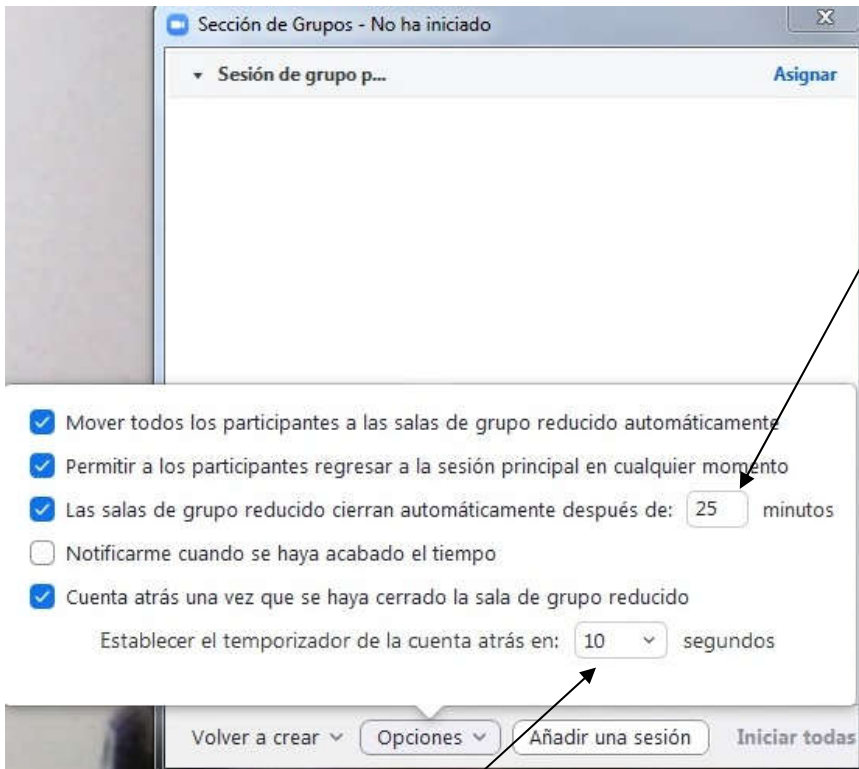 Sección de Grupos - No ha iniciado
Sesión de grupo p...
Asignar
Mover todos los participantes a las salas de grupo reducido automáticamente
Permitir a los participantes regresar a la sesión principal en cualquier momento
Las salas de grupo reducido cierran automáticamente después de: 25 minutos
Notificarme cuando se haya acabado el tiempo
Cuenta atrás una vez que se haya cerrado la sala de grupo reducido
Establecer el temporizador de la cuenta atrás en: 10 segundos
Volver a crear Opciones Añadir una sesión Iniciar todas